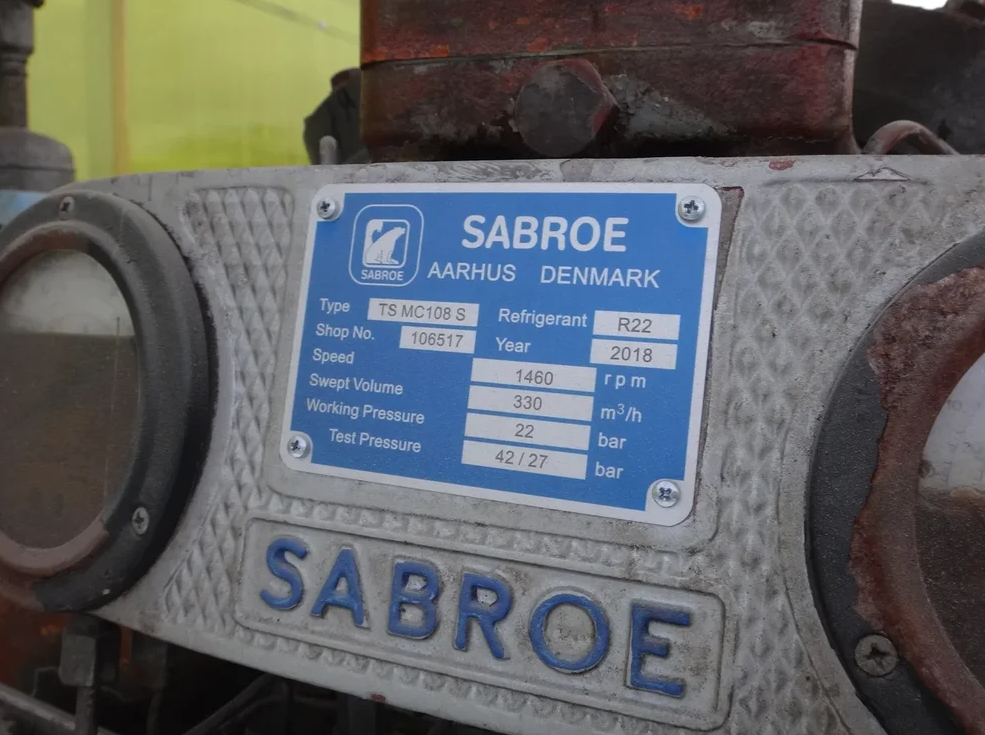 SABROE
SABROE
AARHUS DENMARK
Type TS MC108 S Refrigerant R22
Shop No. 106517 Year 2018
Speed 1460 rpm
Swept Volume 330 m³/h
Working Pressure 22 bar
Test Pressure 42 / 27 bar
SABROE